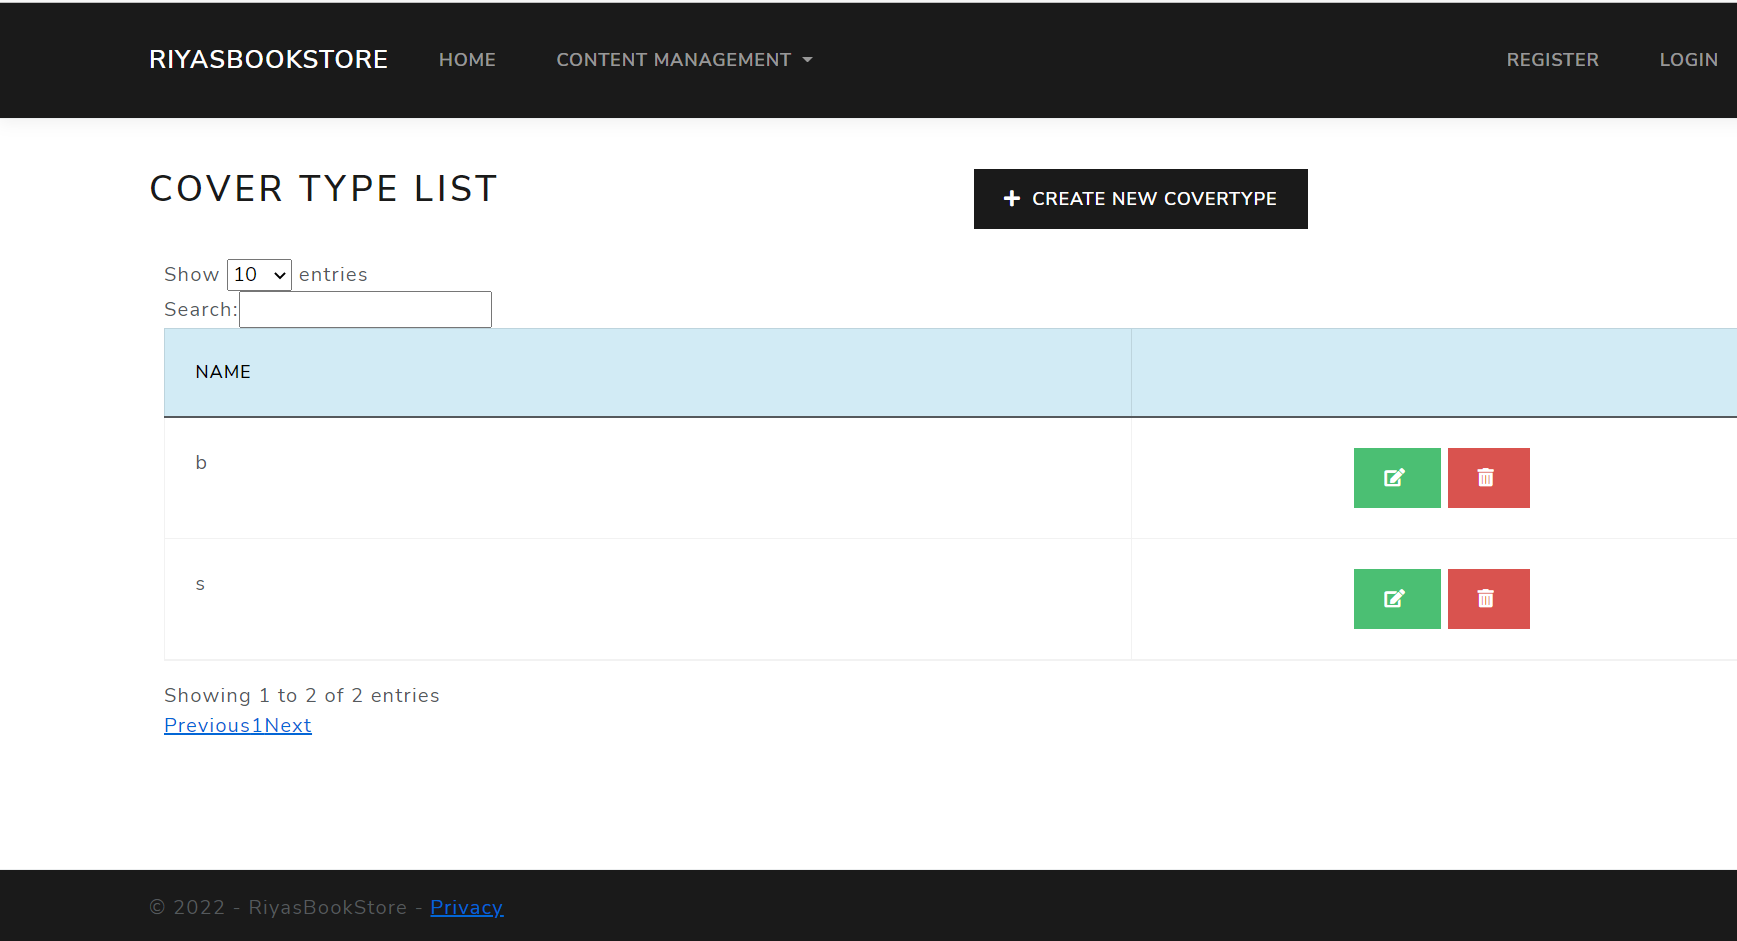 RIYASBOOKSTORE HOME CONTENT MANAGEMENT REGISTER LOGIN
COVER TYPE LIST
CREATE NEW COVERTYPE
Show 10 entries
Search:
NAME
b
s
Showing 1 to 2 of 2 entries
Previous1Next
© 2022 - RiyasBookStore - Privacy